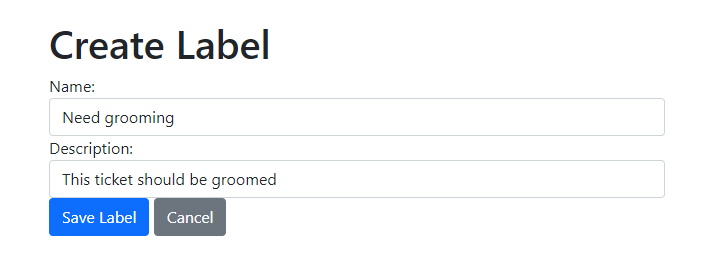 Create Label
Name:
Need grooming
Description:
This ticket should be groomed
Save Label Cancel